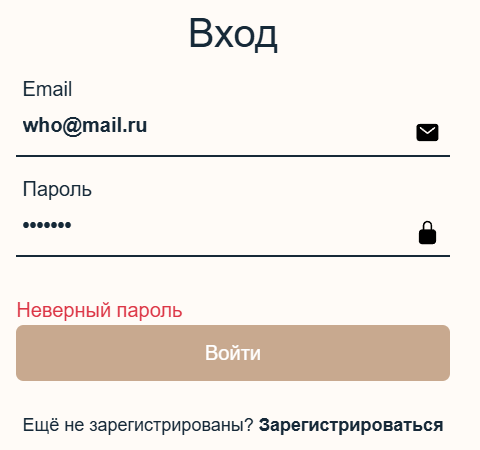 Вход
Email
who@mail.ru
Пароль
•••••••
Неверный пароль
Войти
Ещё не зарегистрированы? Зарегистрироваться